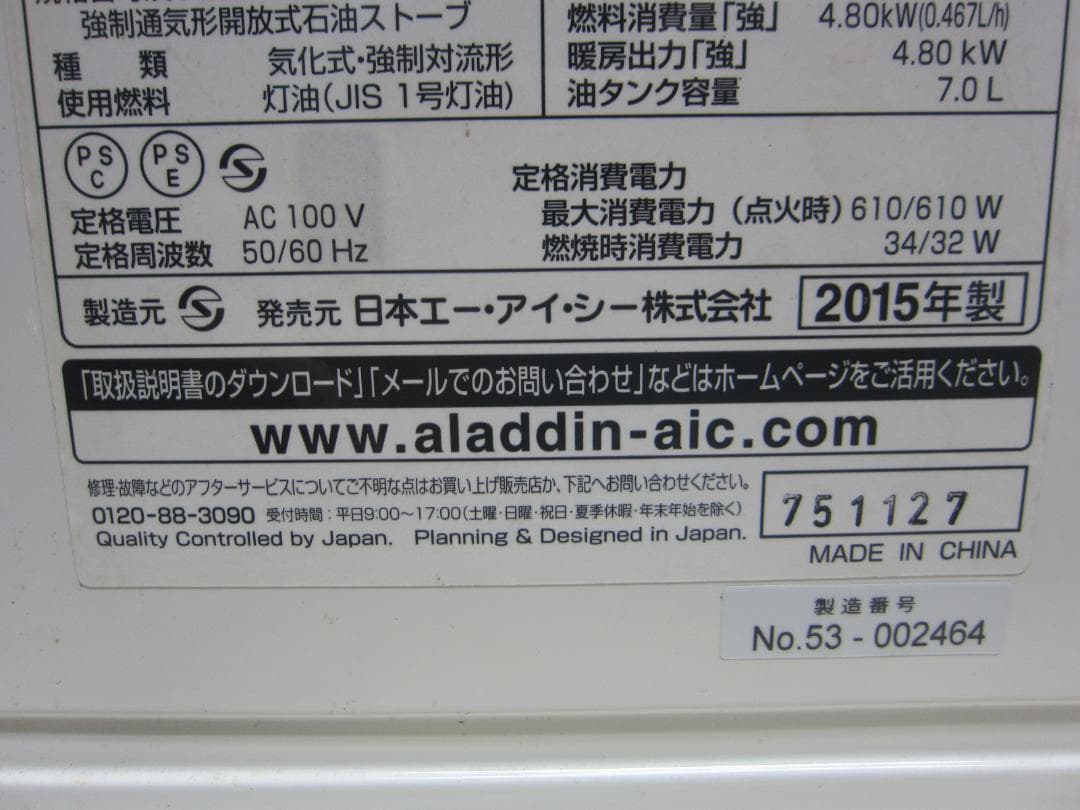 強制通気形開放式石油ストーブ
種類 気化式・強制対流形
使用燃料 灯油(JIS 1号灯油)
燃料消費量「強」 4.80kW(0.467L/h)
暖房出力「強」 4.80 kW
油タンク容量 7.0 L
PS C PS E
定格電圧 AC 100 V
定格周波数 50/60 Hz
定格消費電力
最大消費電力(点火時) 610/610 W
燃焼時消費電力 34/32 W
製造元 発売元 日本エー・アイ・シー株式会社 2015年製
「取扱説明書のダウンロード」「メールでのお問い合わせ」などはホームページをご活用ください。
www.aladdin-aic.com
修理・故障などのアフターサービスについてご不明な点はお買い上げ販売店か、下記へお問い合わせください。
0120-88-3090 受付時間:平日9:00〜17:00(土曜・日曜・祝日・夏季休暇・年末年始を除く)
Quality Controlled by Japan. Planning & Designed in Japan.
751127
MADE IN CHINA
製造番号
No.53 - 002464